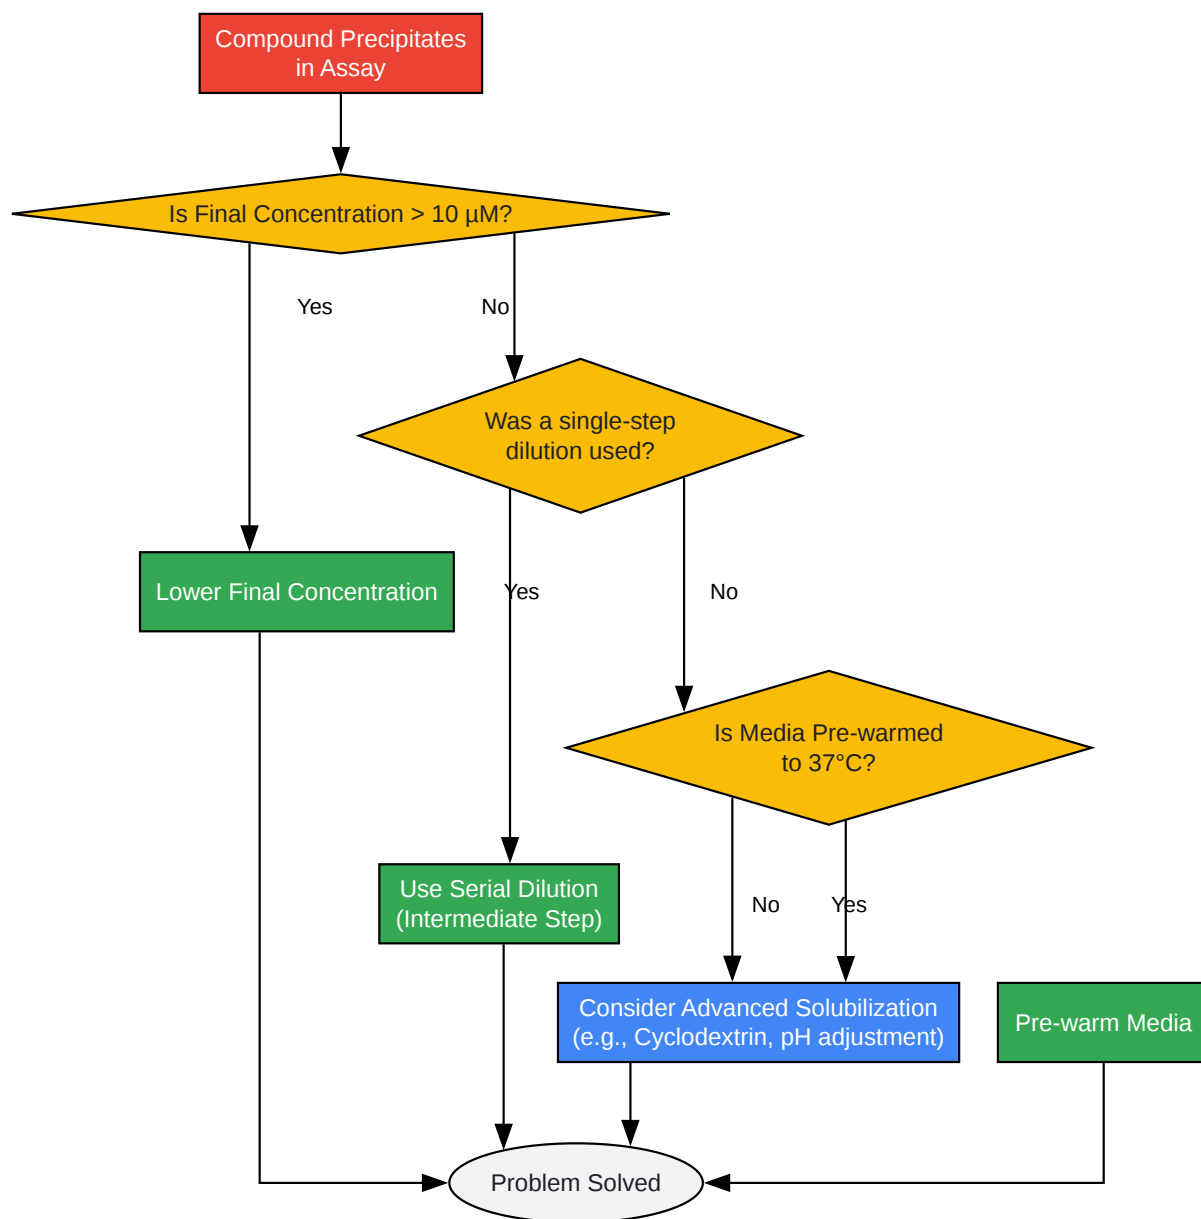 Compound Precipitates
in Assay
Is Final Concentration > 10 µM?
Yes
No
Was a single-step
dilution used?
Lower Final Concentration
Yes
No
Is Media Pre-warmed
to 37°C?
Use Serial Dilution
(Intermediate Step)
No
Yes
Consider Advanced Solubilization
(e.g., Cyclodextrin, pH adjustment)
Pre-warm Media
Problem Solved